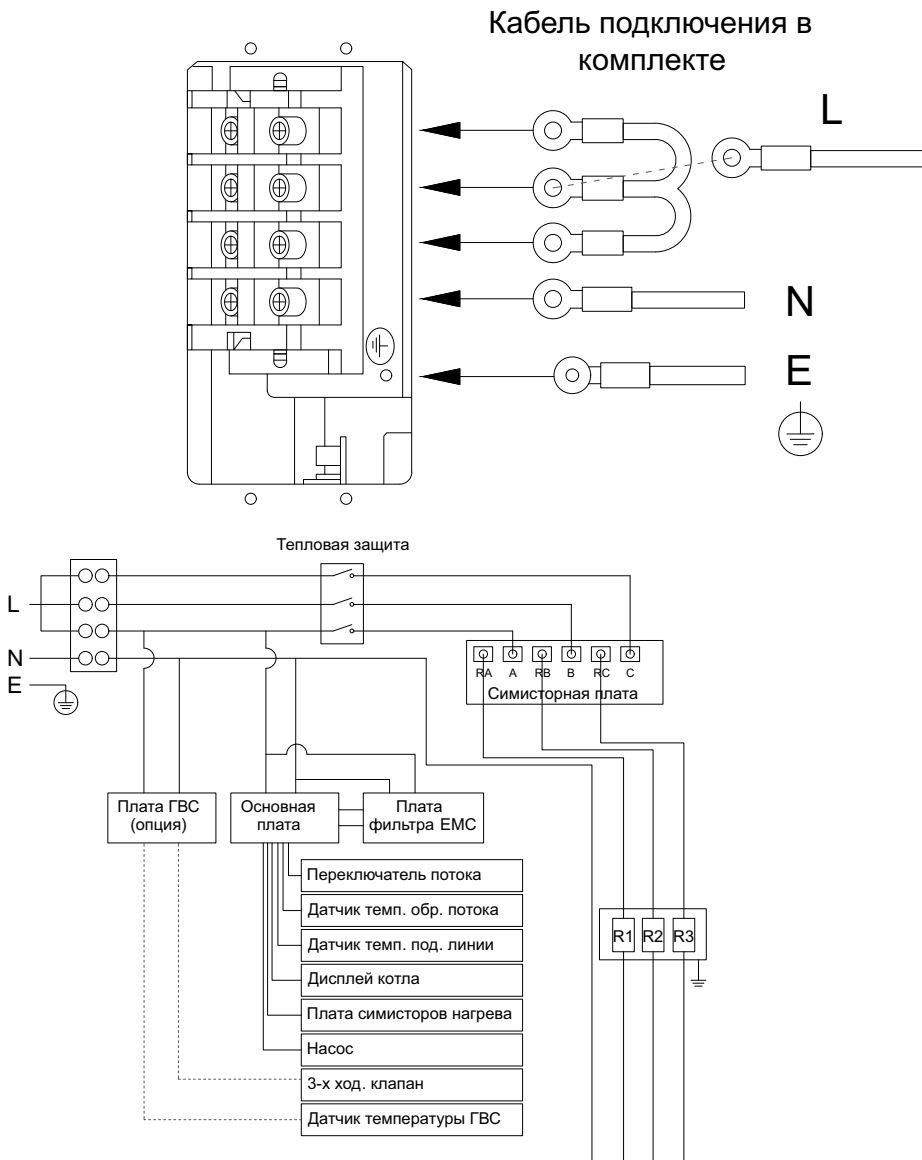 Кабель подключения в
комплекте
L
N
E
Тепловая защита
L
N
E
RA A RB B RC C
Симисторная плата
Плата ГВС
(опция)
Основная
плата
Плата
фильтра EMC
Переключатель потока
Датчик темп. обр. потока
Датчик темп. под. линии
Дисплей котла
Плата симисторов нагрева
Насос
3-х ход. клапан
Датчик температуры ГВС
R1 R2 R3